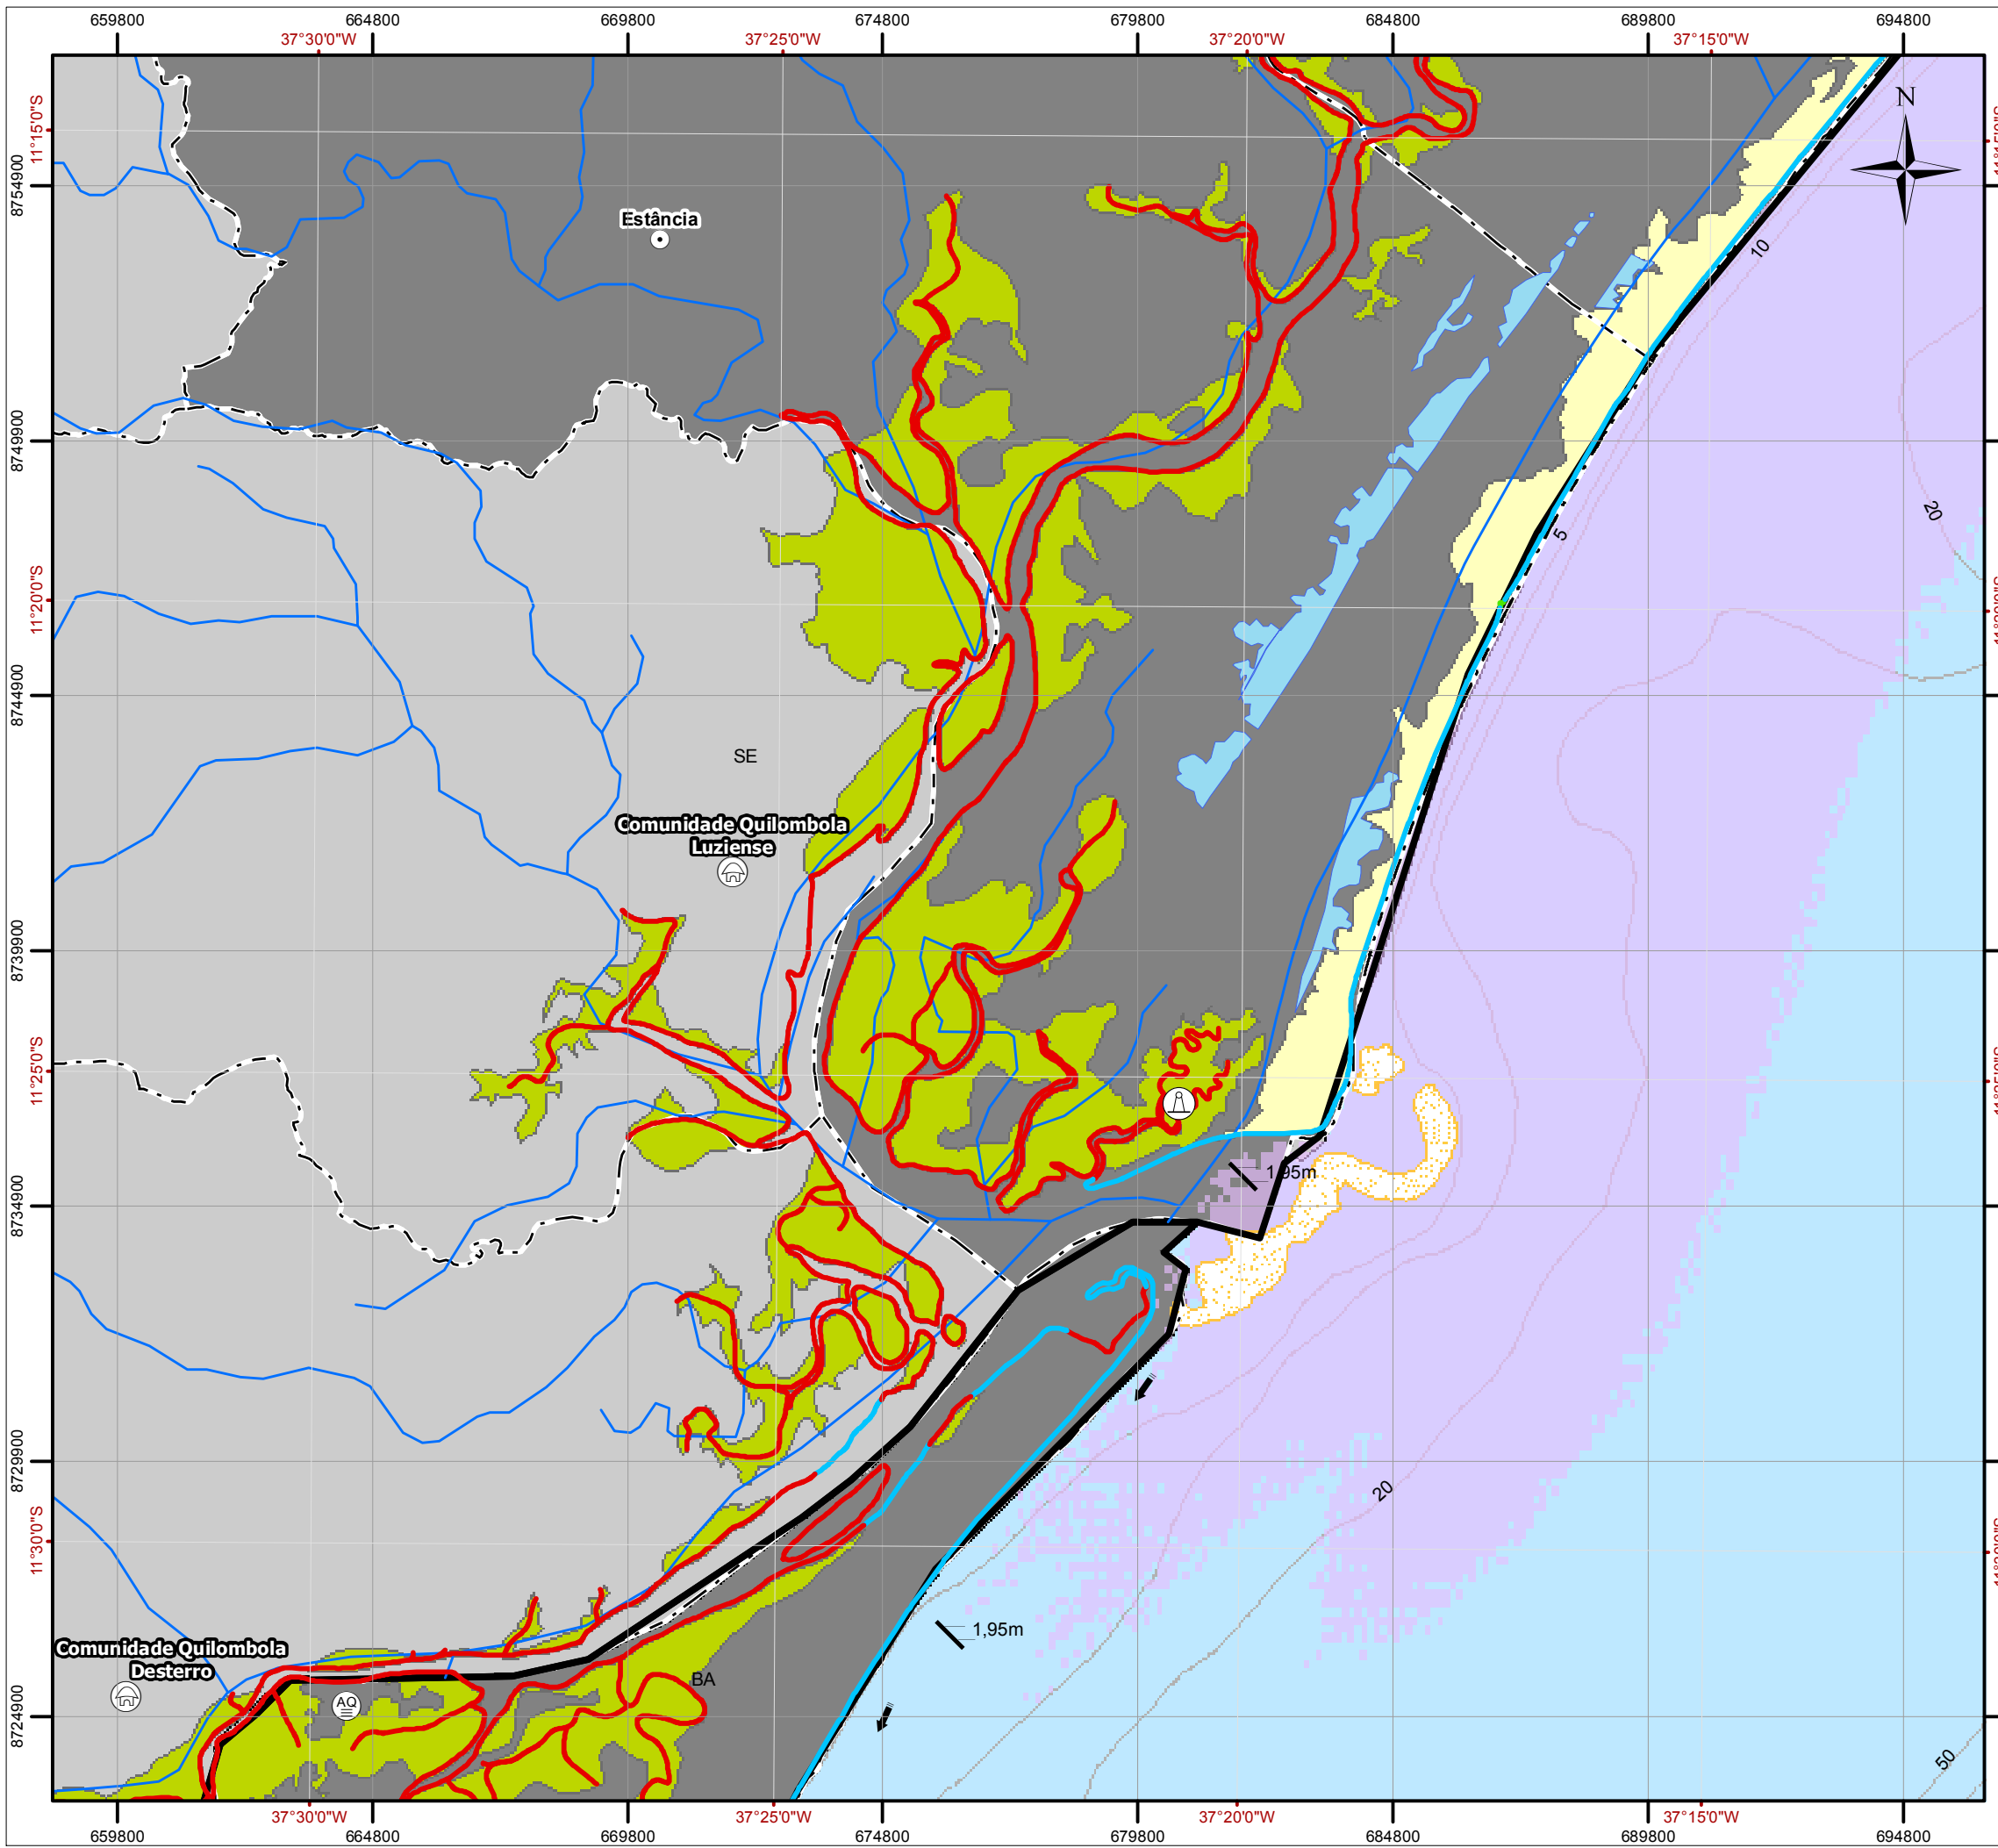 659800 664800 669800 674800 679800 684800 689800 694800
37°30'0"W 37°25'0"W 37°20'0"W 37°15'0"W
N
11°15'0"S
8754900
Estância
10
8749900
20
5
11°20'0"S
8744900
SE
Comunidade Quilombola
Luziense
8739900
11°25'0"S
1,95m
8734900
8729900
20
11°30'0"S
1,95m
Comunidade Quilombola
Desterro
BA
AQ
8724900
50
37°30'0"W 37°25'0"W 37°20'0"W 37°15'0"W
659800 664800 669800 674800 679800 684800 689800 694800